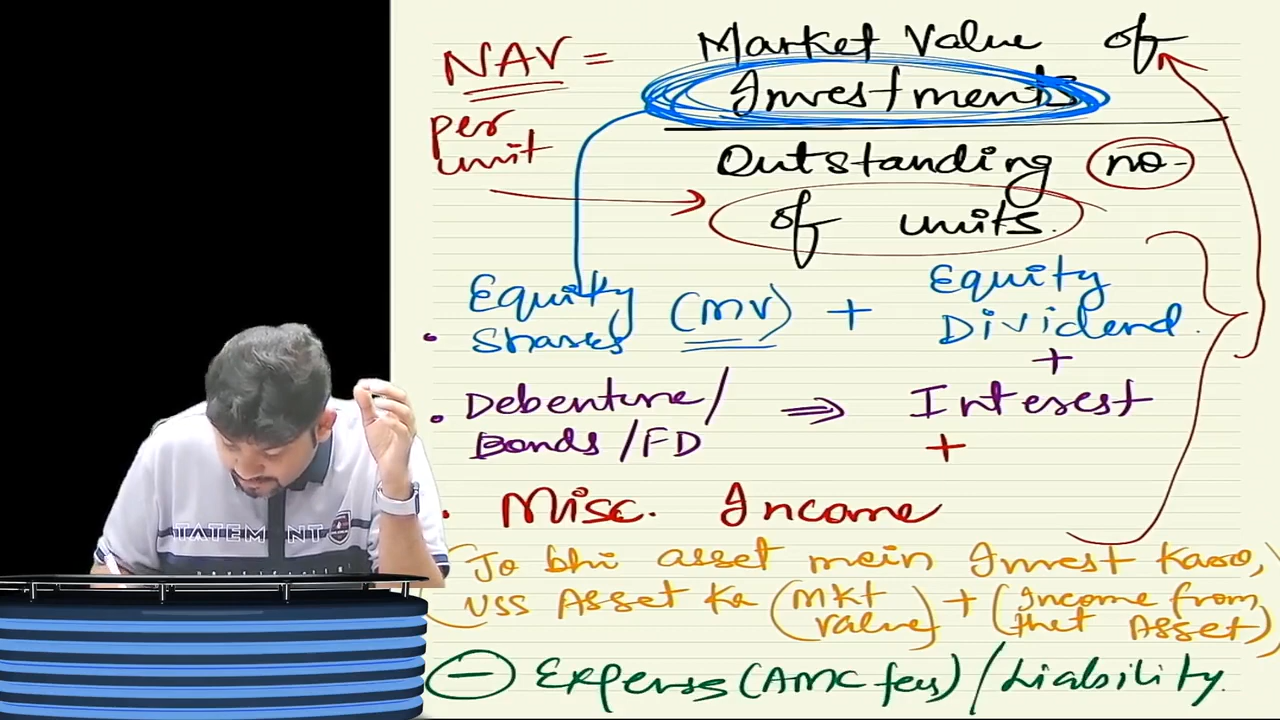 NAV = Market Value of
Investments
per
unit
Outstanding no.
of units.
Equity
Shares (MV) + Equity
Dividend.
+
• Debenture/
Bonds/FD ⇒ Interest
+
• Misc. Income
(Jo bhi asset mein Invest karo,
uss Asset ka (Mkt value) + (Income from that Asset)
− Expenses (AMC fees) / Liability.
TATEMENT